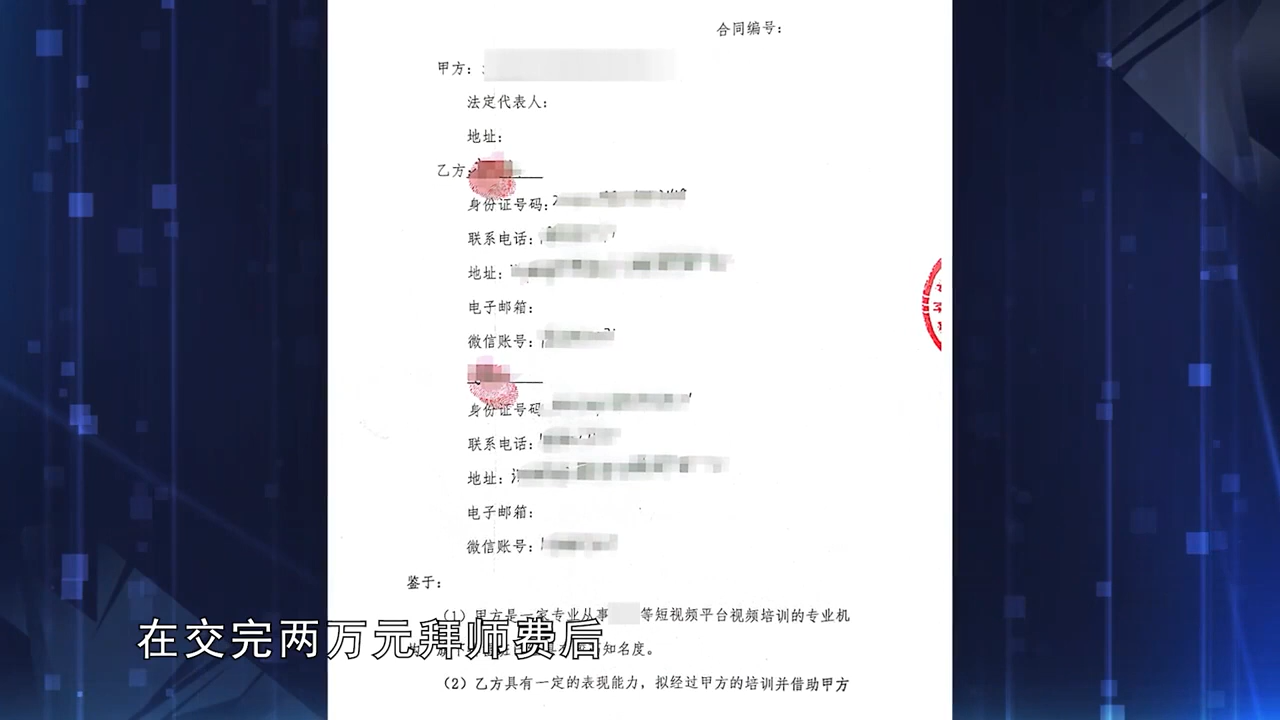 合同编号：
甲方：
法定代表人：
地址：
乙方：
身份证号码：
联系电话：
地址：
电子邮箱：
微信账号：
身份证号码
联系电话：
地址：
电子邮箱：
微信账号：
鉴于：
（1）甲方是一家专业从事 等短视频平台视频培训的专业机
知名度。
（2）乙方具有一定的表现能力，拟经过甲方的培训并借助甲方
在交完两万元拜师费后